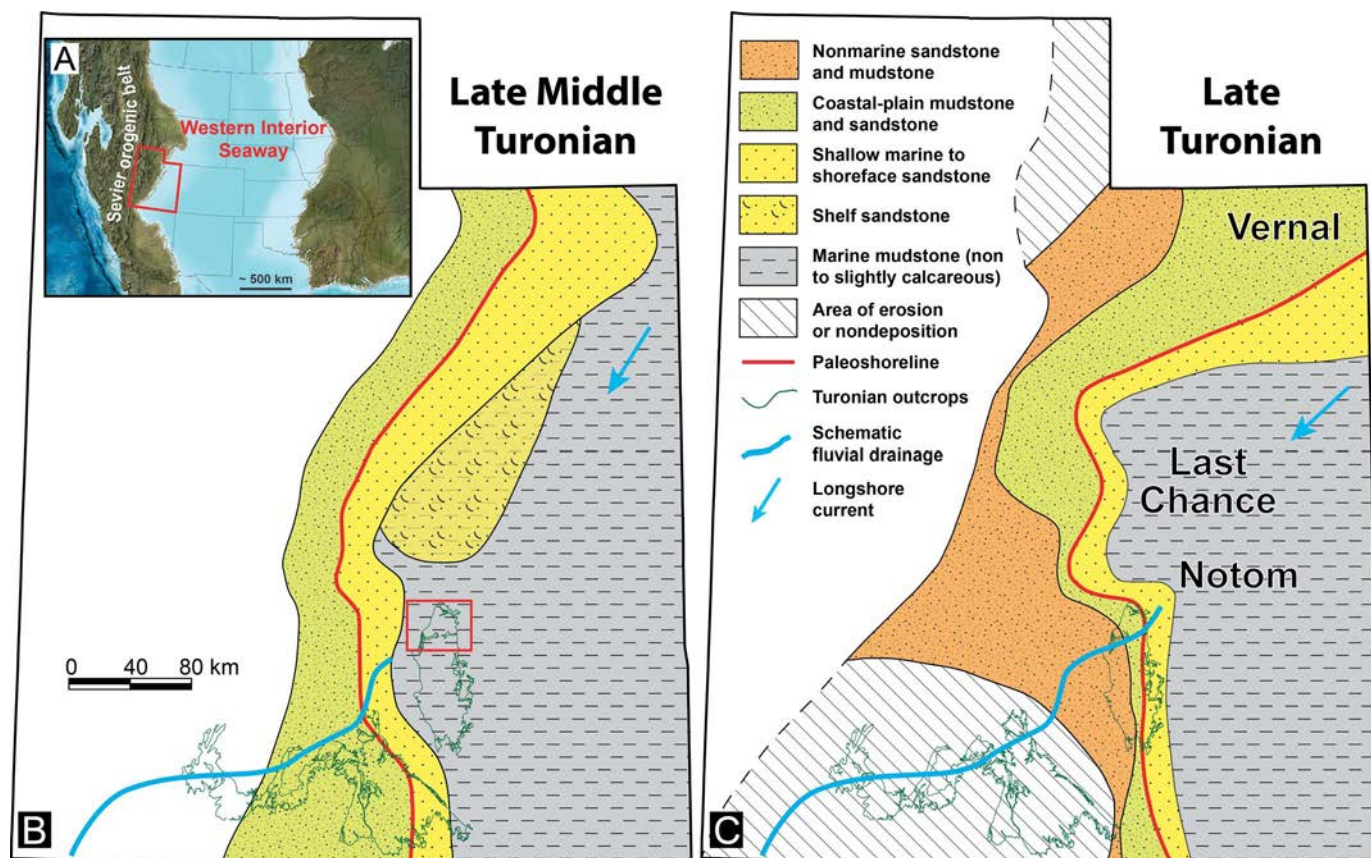 A
Sevier orogenic belt
Western Interior
Seaway
~ 500 km
Late Middle
Turonian
0 40 80 km
B
Nonmarine sandstone
and mudstone
Coastal-plain mudstone
and sandstone
Shallow marine to
shoreface sandstone
Shelf sandstone
Marine mudstone (non
to slightly calcareous)
Area of erosion
or nondeposition
Paleoshoreline
Turonian outcrops
Schematic
fluvial drainage
Longshore
current
Late
Turonian
Vernal
Last
Chance
Notom
C